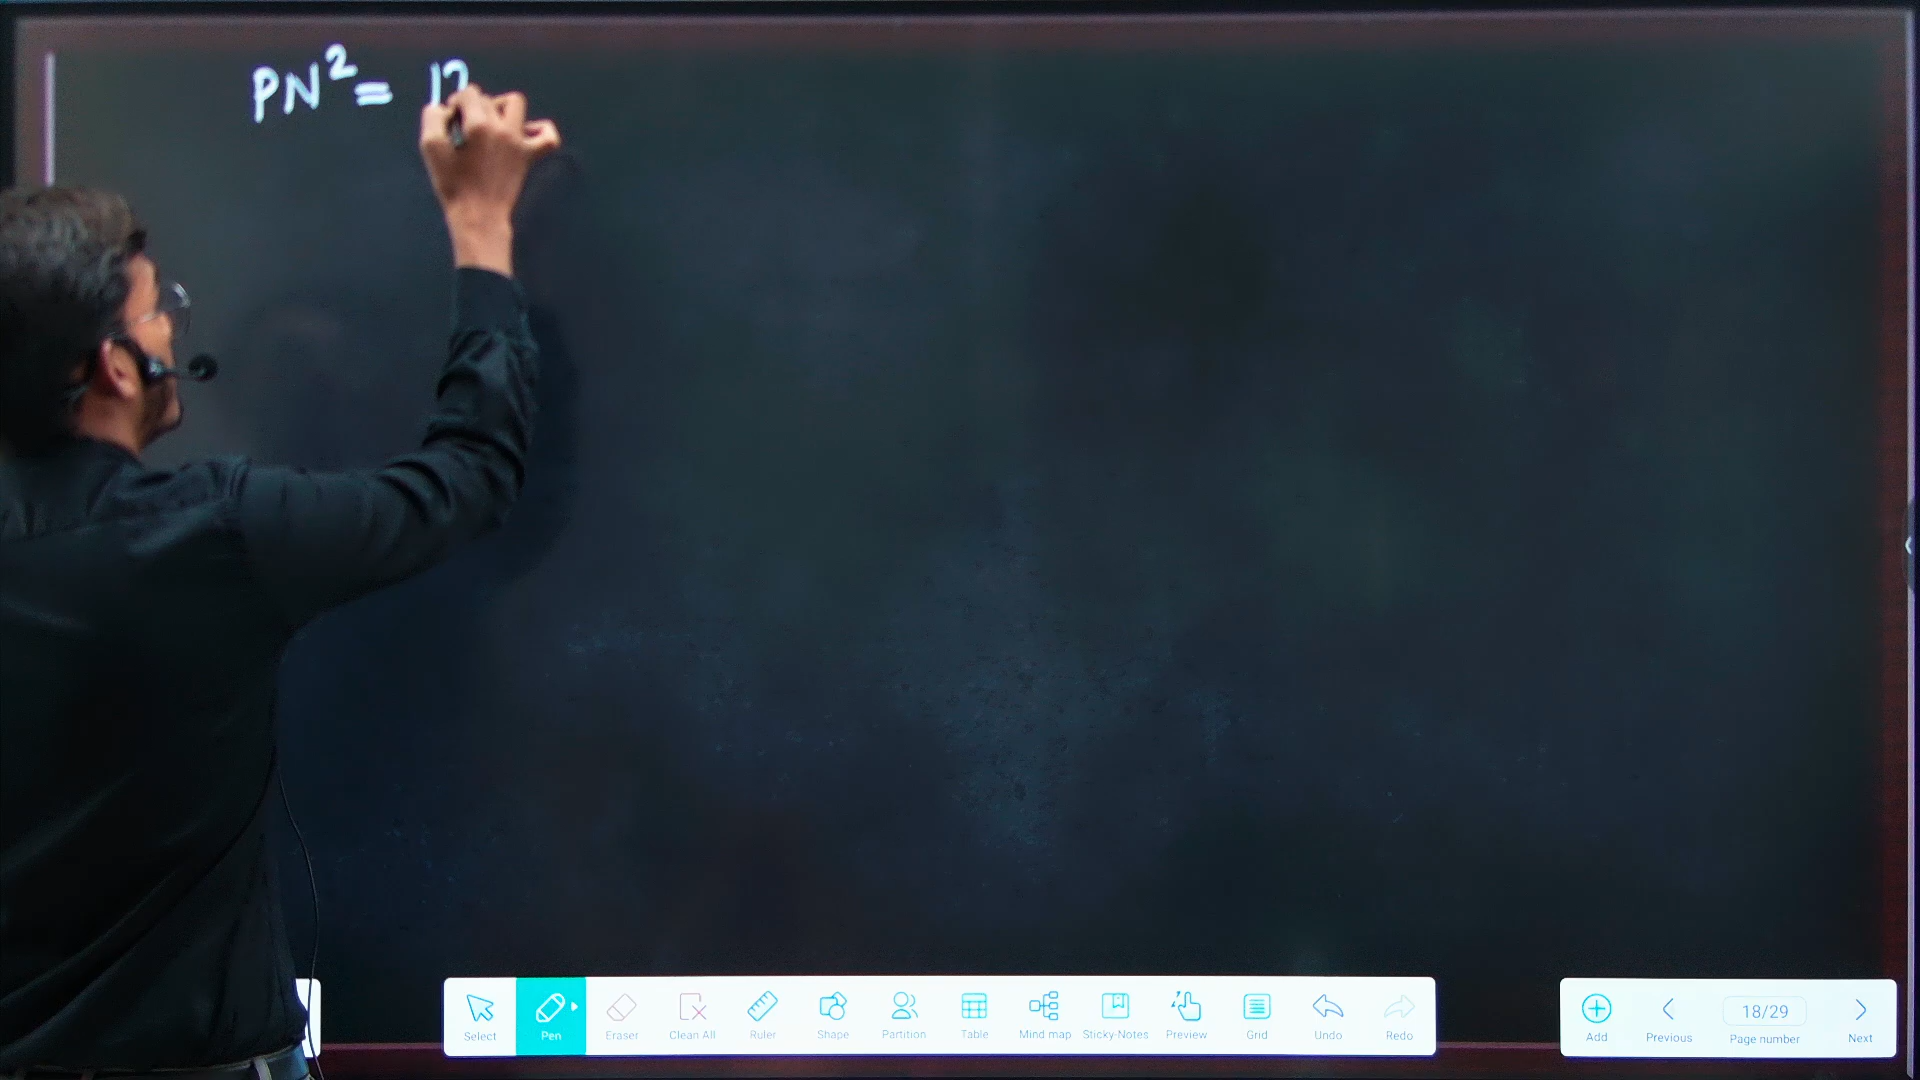 PN² = 12
Select Pen Eraser Clean All Ruler Shape Partition Table Mind map Sticky-Notes Preview Grid Undo Redo
Add Previous 18/29 Page number Next